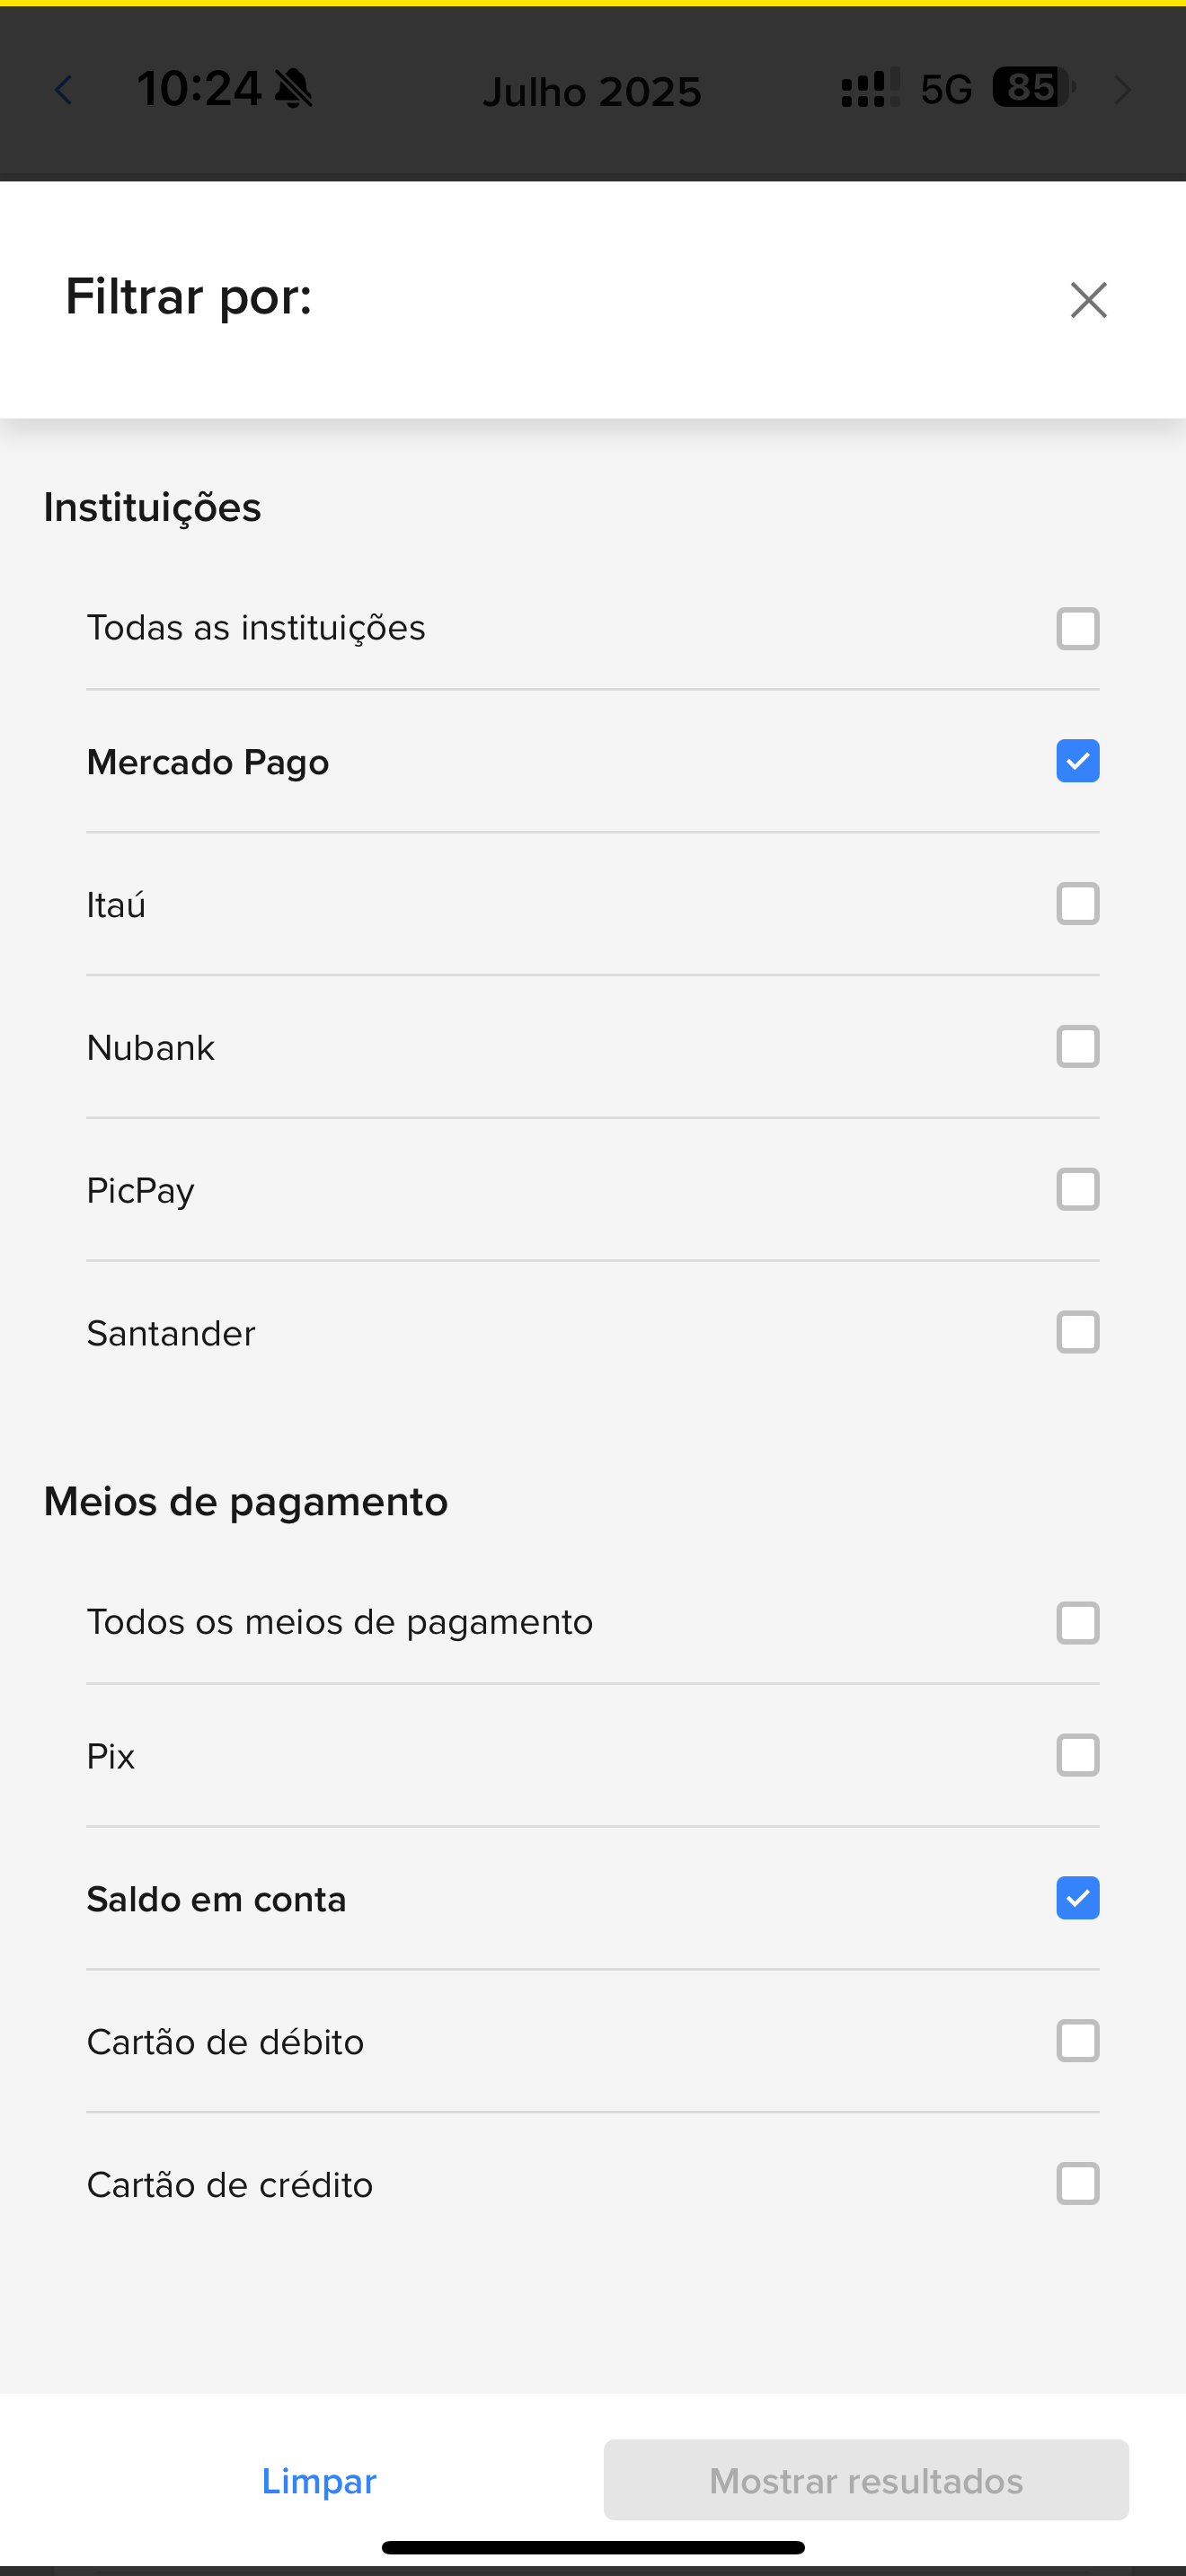 10:24
Julho 2025
5G
85
Filtrar por:
Instituições
Todas as instituições
Mercado Pago
Itaú
Nubank
PicPay
Santander
Meios de pagamento
Todos os meios de pagamento
Pix
Saldo em conta
Cartão de débito
Cartão de crédito
Limpar
Mostrar resultados